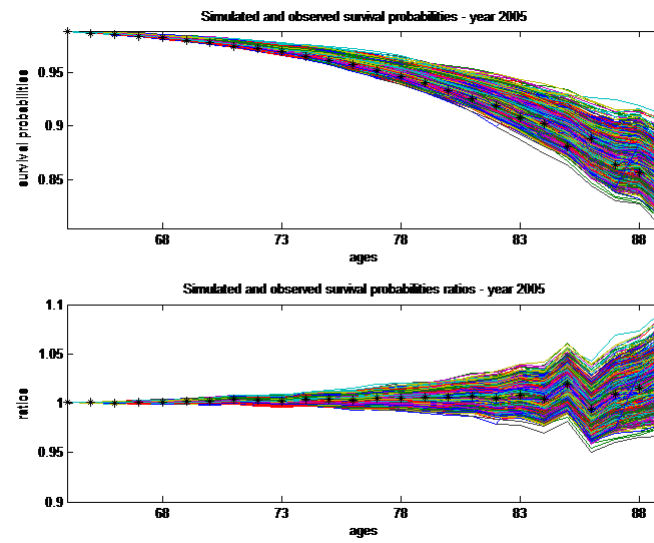 Simulated and observed survival probabilities - year 2005
0.95
0.9
0.85
survival probabilities
68 73 78 83 88
ages
Simulated and observed survival probabilities ratios - year 2005
1.1
1.05
1
0.95
0.9
ratios
68 73 78 83 88
ages